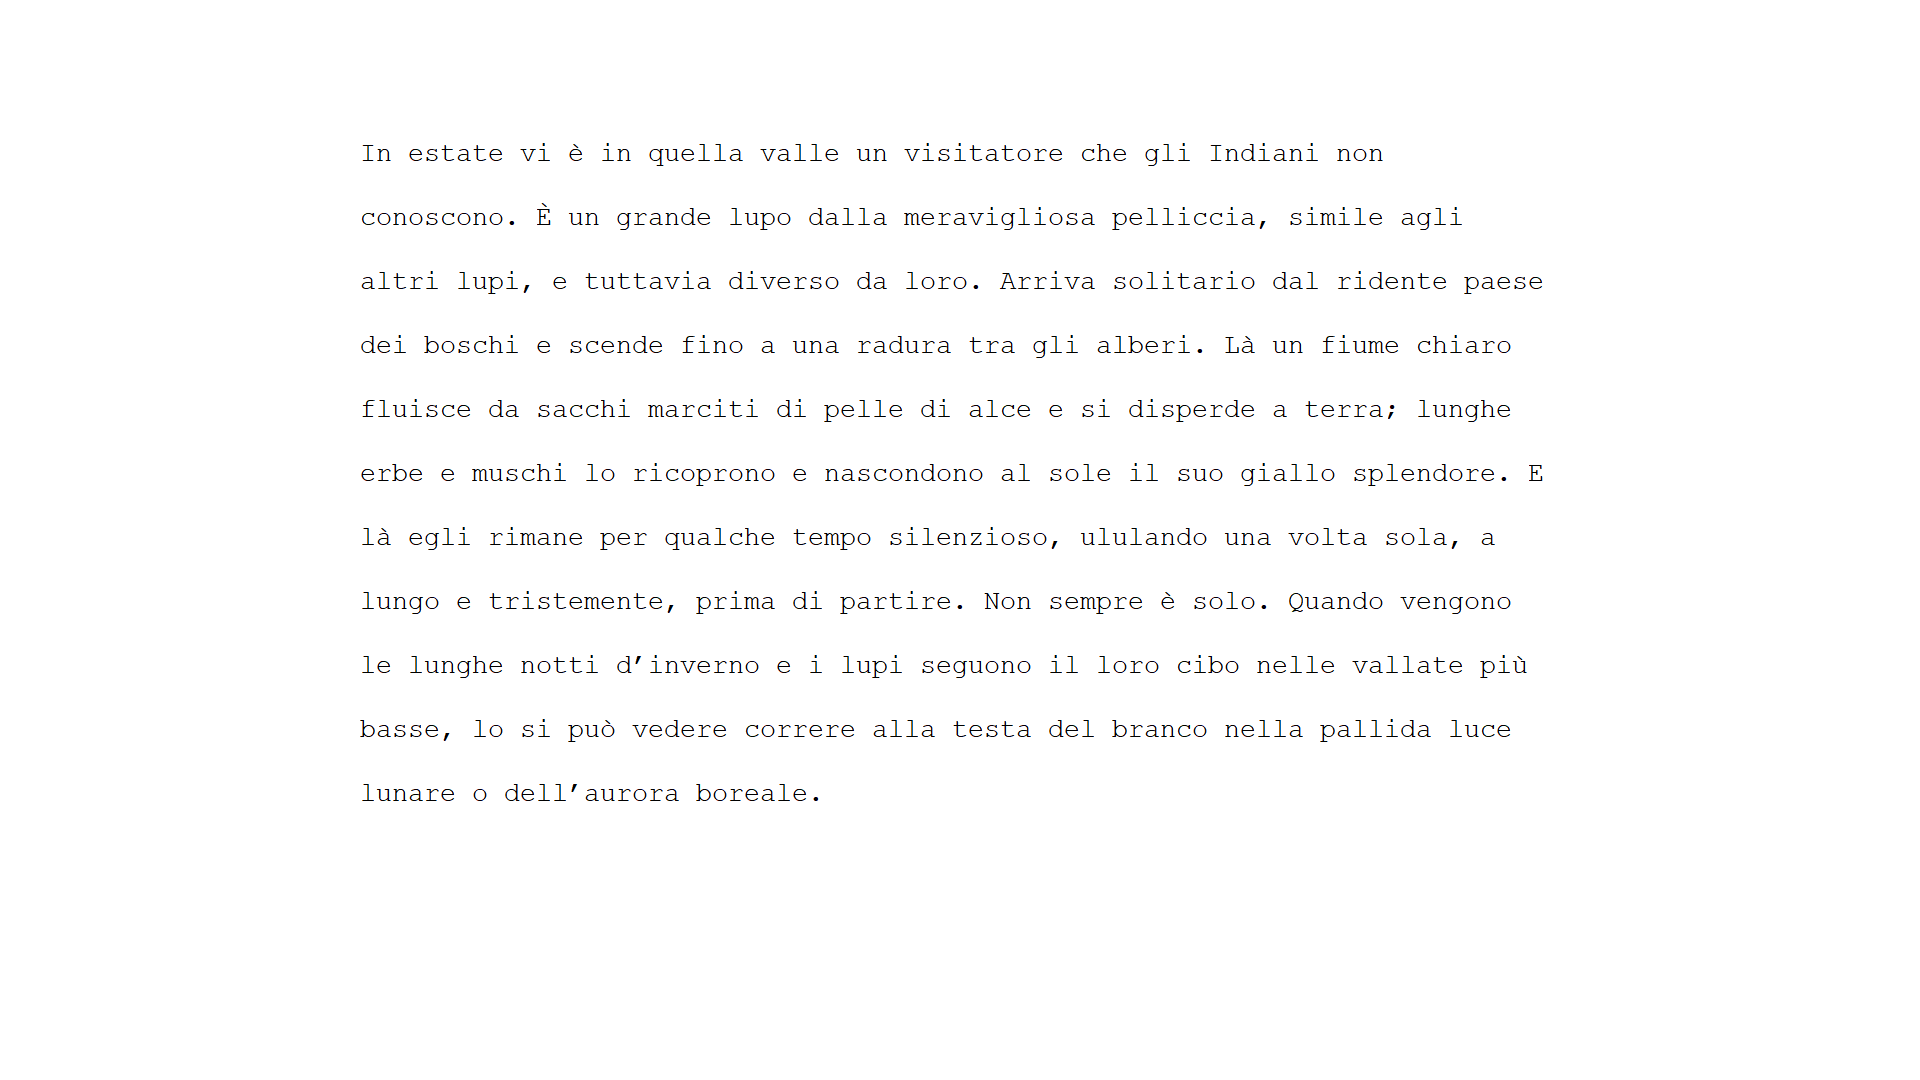 In estate vi è in quella valle un visitatore che gli Indiani non
conoscono. È un grande lupo dalla meravigliosa pelliccia, simile agli
altri lupi, e tuttavia diverso da loro. Arriva solitario dal ridente paese
dei boschi e scende fino a una radura tra gli alberi. Là un fiume chiaro
fluisce da sacchi marciti di pelle di alce e si disperde a terra; lunghe
erbe e muschi lo ricoprono e nascondono al sole il suo giallo splendore. E
là egli rimane per qualche tempo silenzioso, ululando una volta sola, a
lungo e tristemente, prima di partire. Non sempre è solo. Quando vengono
le lunghe notti d’inverno e i lupi seguono il loro cibo nelle vallate più
basse, lo si può vedere correre alla testa del branco nella pallida luce
lunare o dell’aurora boreale.